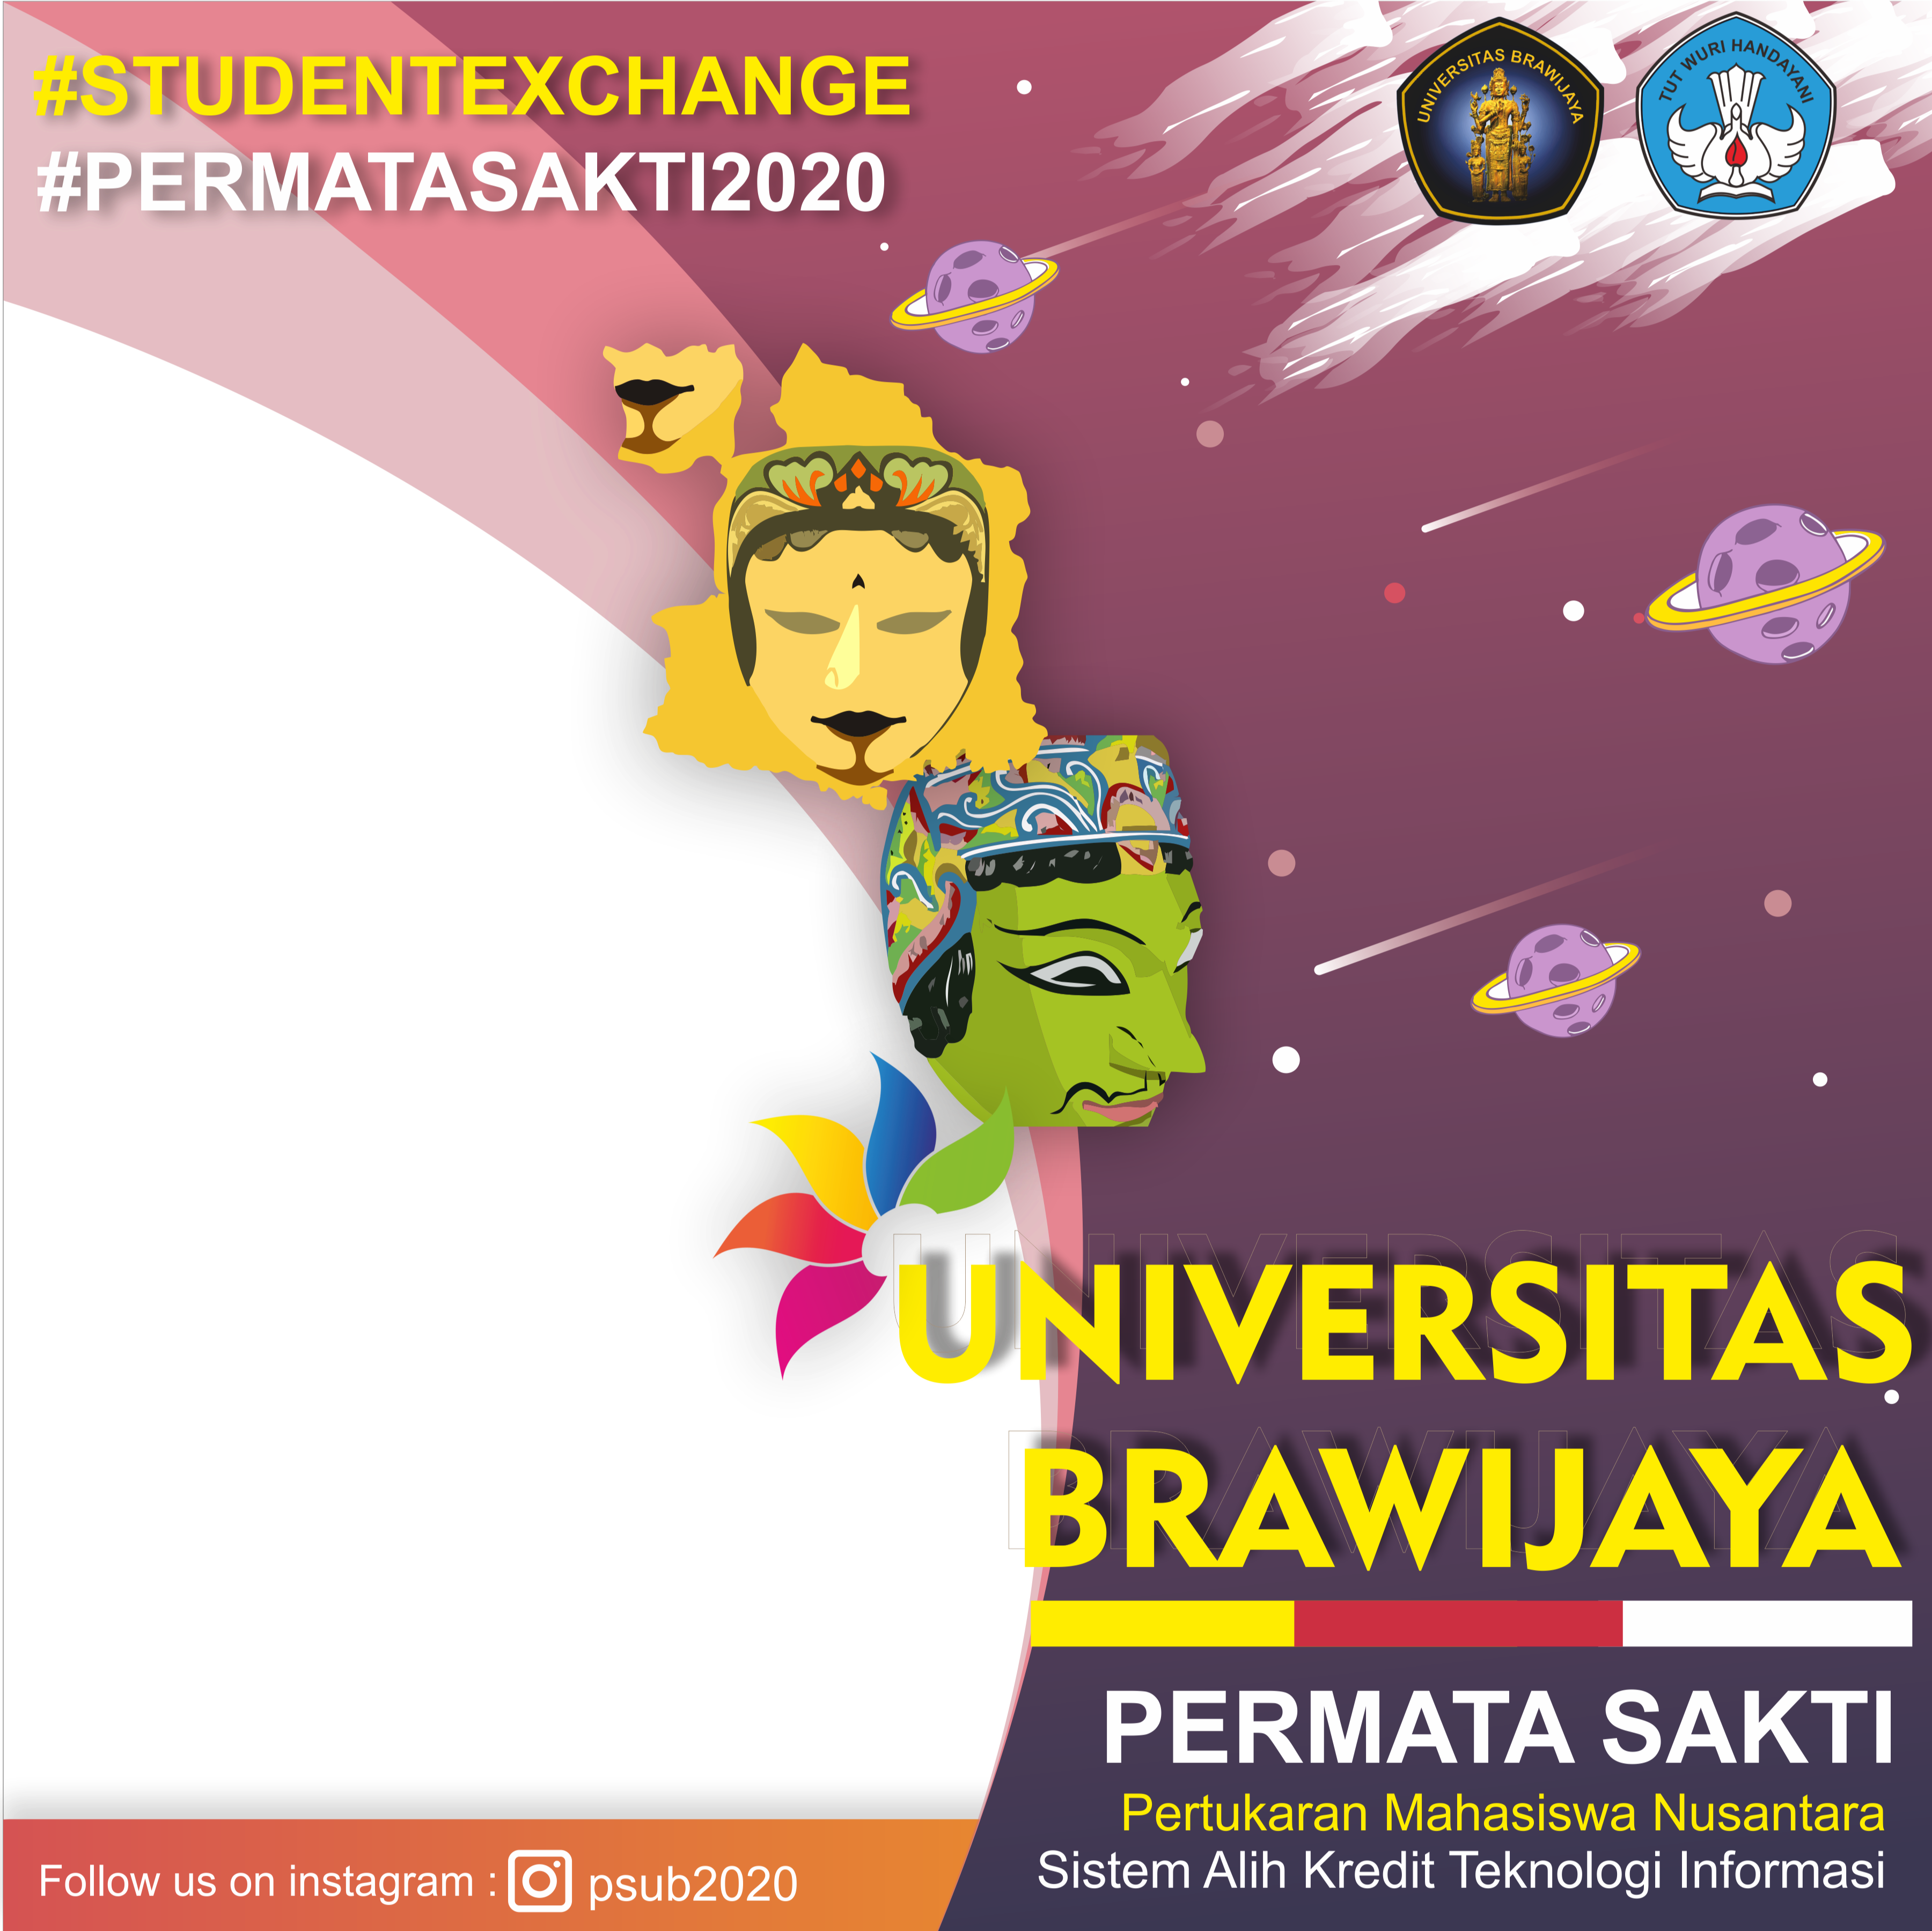 #STUDENTEXCHANGE
#PERMATASAKTI2020
UNIVERSITAS BRAWIJAYA
TUT WURI HANDAYANI
UNIVERSITAS
BRAWIJAYA
PERMATA SAKTI
Pertukaran Mahasiswa Nusantara
Sistem Alih Kredit Teknologi Informasi
Follow us on instagram : psub2020